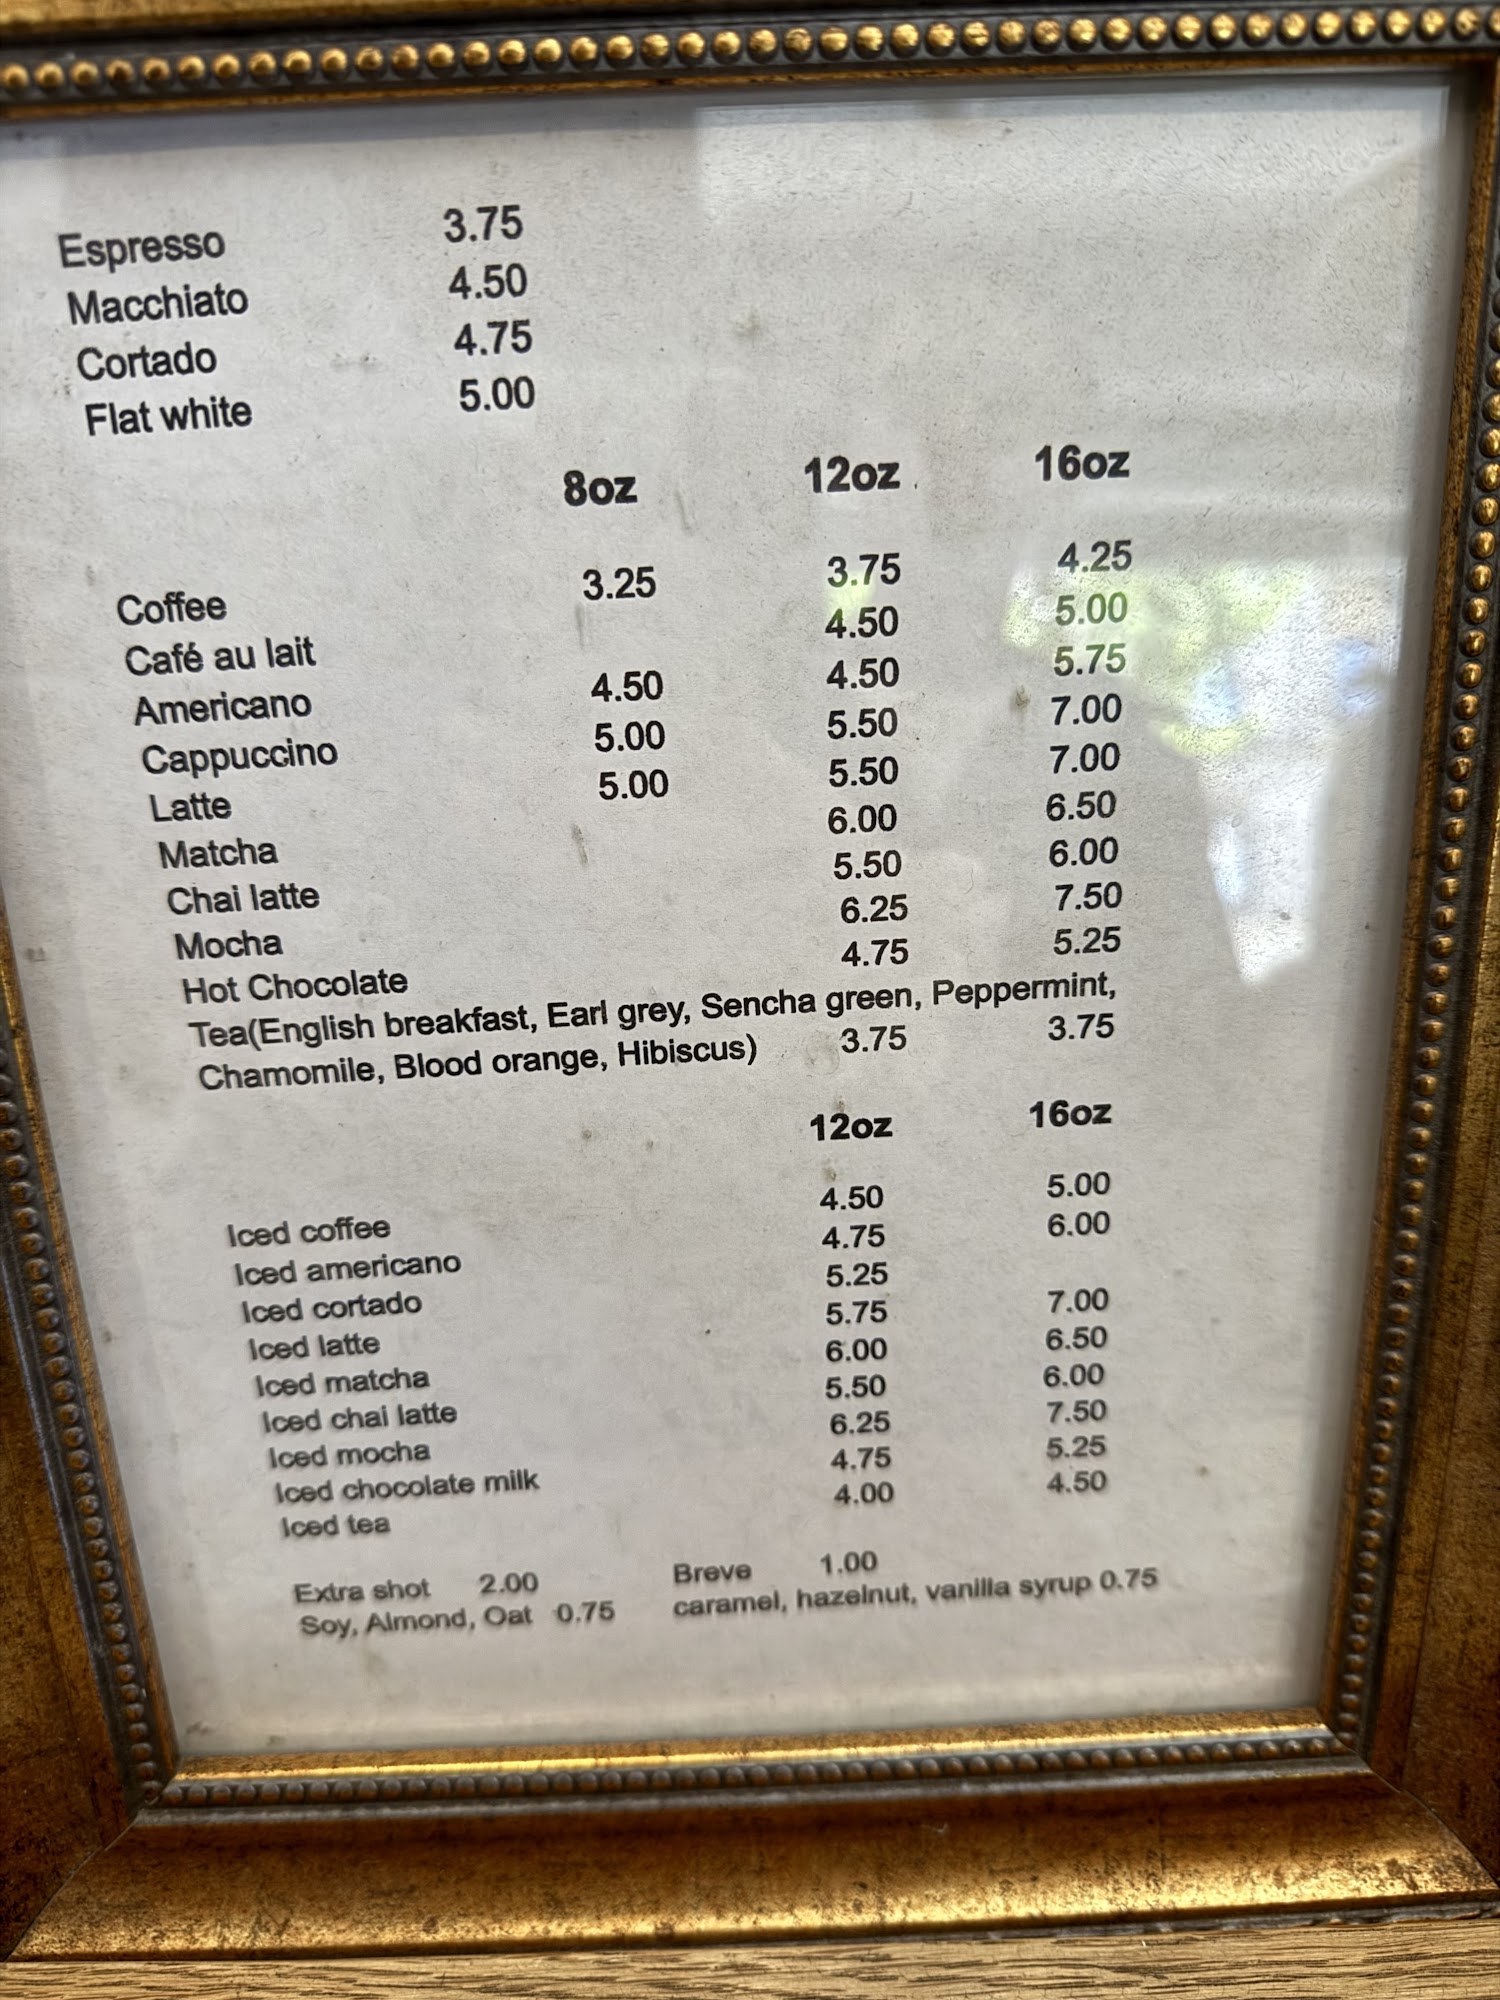 Espresso 3.75
Macchiato 4.50
Cortado 4.75
Flat white 5.00
8oz 12oz 16oz
Coffee 3.25 3.75 4.25
Café au lait 4.50 5.00
Americano 4.50 4.50 5.75
Cappuccino 5.00 5.50 7.00
Latte 5.00 5.50 7.00
Matcha 6.00 6.50
Chai latte 5.50 6.00
Mocha 6.25 7.50
Hot Chocolate 4.75 5.25
Tea(English breakfast, Earl grey, Sencha green, Peppermint,
Chamomile, Blood orange, Hibiscus) 3.75 3.75
12oz 16oz
Iced coffee 4.50 5.00
Iced americano 4.75 6.00
Iced cortado 5.25
Iced latte 5.75 7.00
Iced matcha 6.00 6.50
Iced chai latte 5.50 6.00
Iced mocha 6.25 7.50
Iced chocolate milk 4.75 5.25
Iced tea 4.00 4.50
Extra shot 2.00 Breve 1.00
Soy, Almond, Oat 0.75 caramel, hazelnut, vanilla syrup 0.75